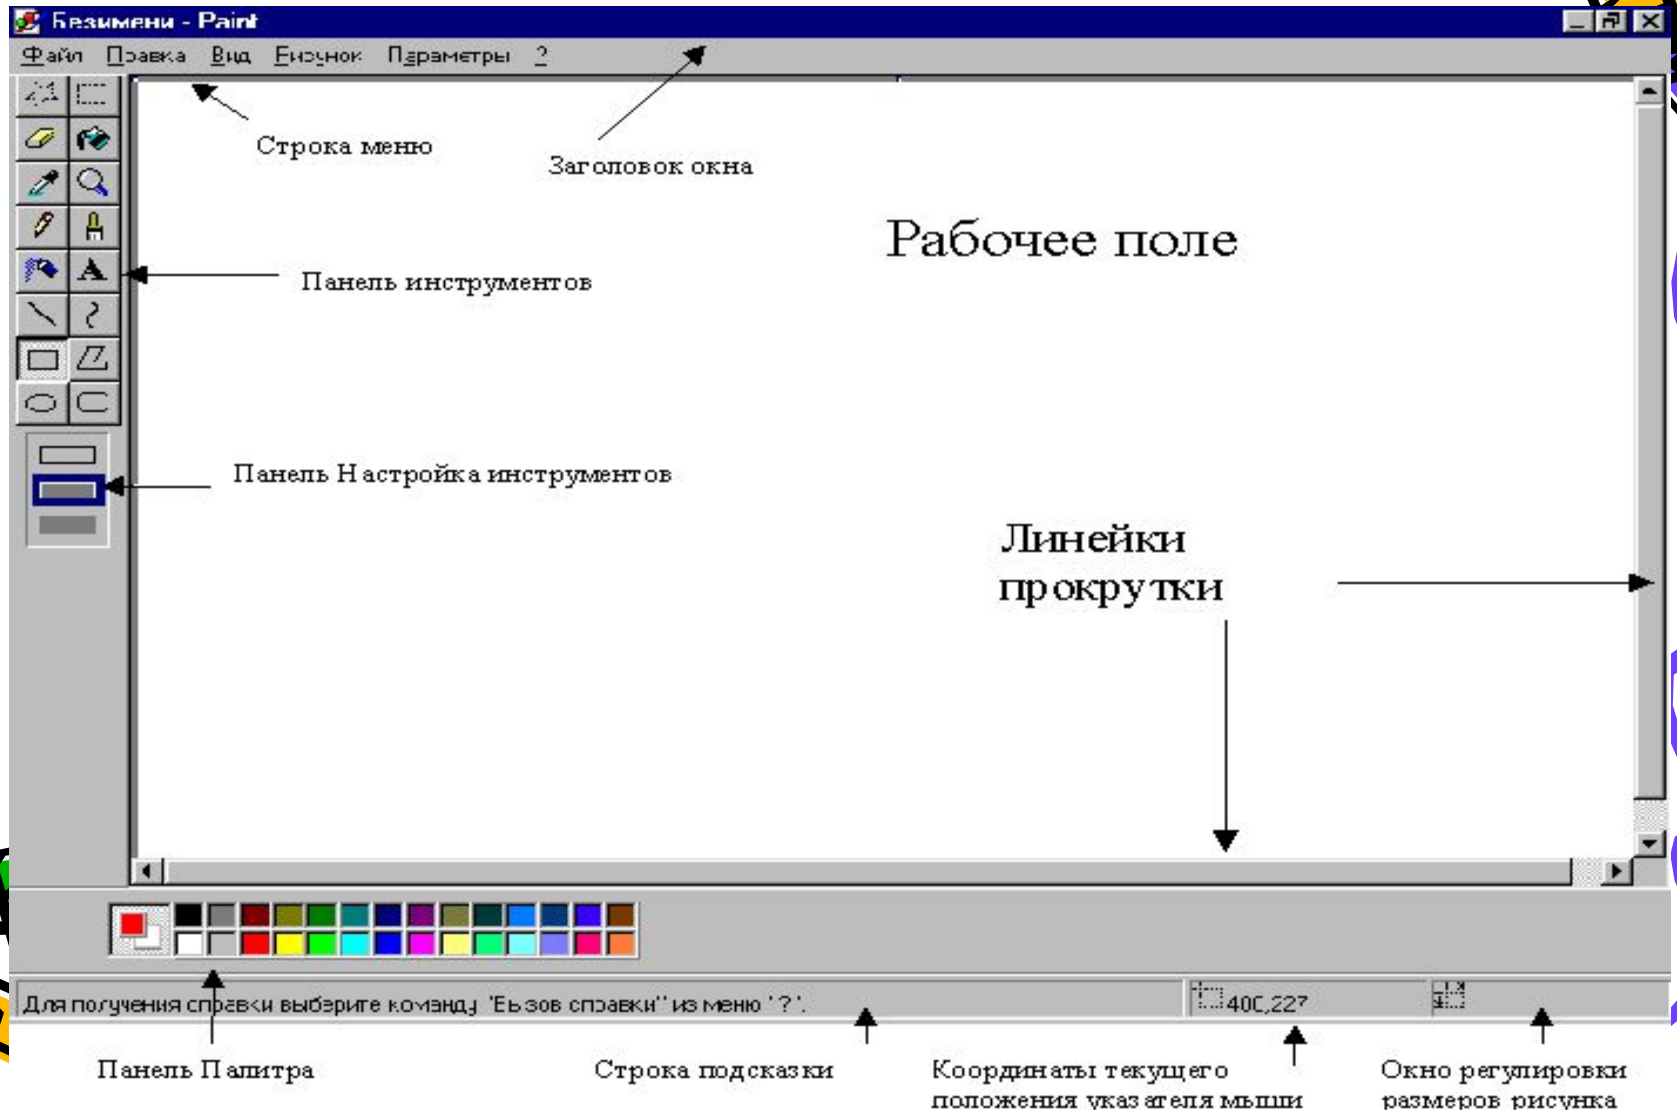 Безимени - Paint
Файл Правка Вид Рисунок Параметры ?
Строка меню
Заголовок окна
Рабочее поле
Панель инструментов
Панель Настройка инструментов
Линейки
прокрутки
Для получения справки выберите команду "Вызов справки" из меню "?".
400,227
Панель Палитра
Строка подсказки
Координаты текущего
положения указателя мыши
Окно регулировки
размеров рисунка